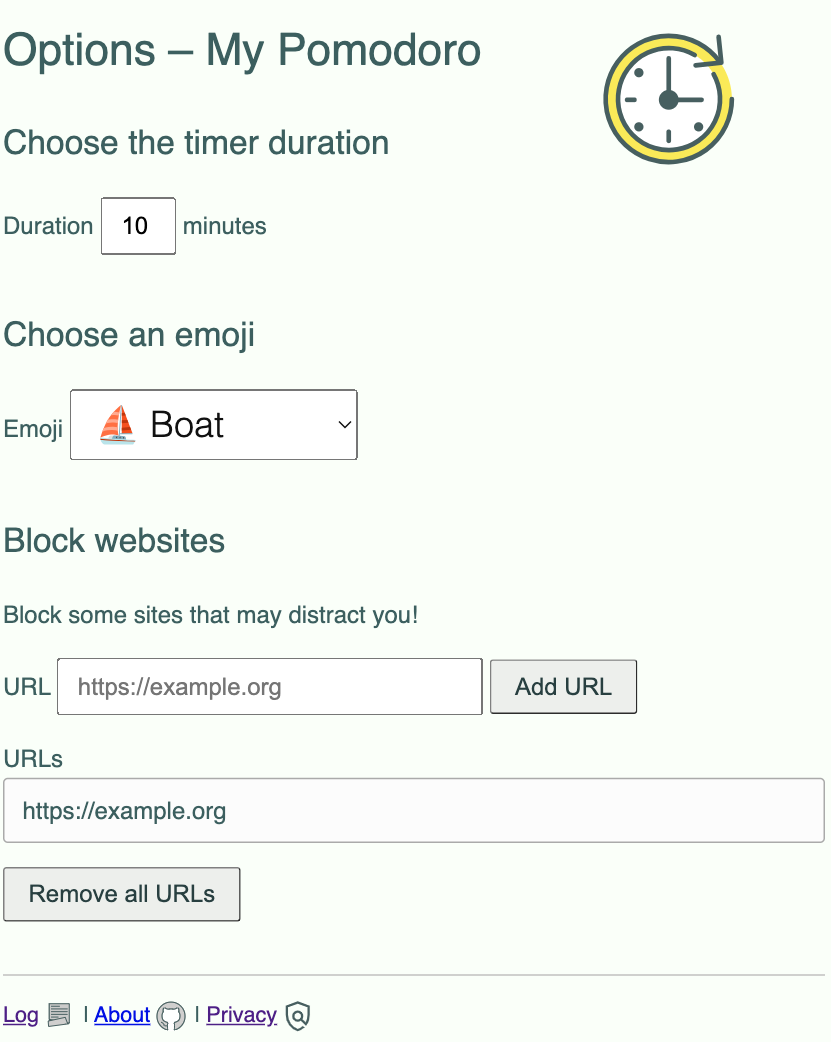 Options – My Pomodoro
Choose the timer duration
Duration 10 minutes
Choose an emoji
Emoji Boat
Block websites
Block some sites that may distract you!
URL https://example.org Add URL
URLs
https://example.org
Remove all URLs
Log | About | Privacy